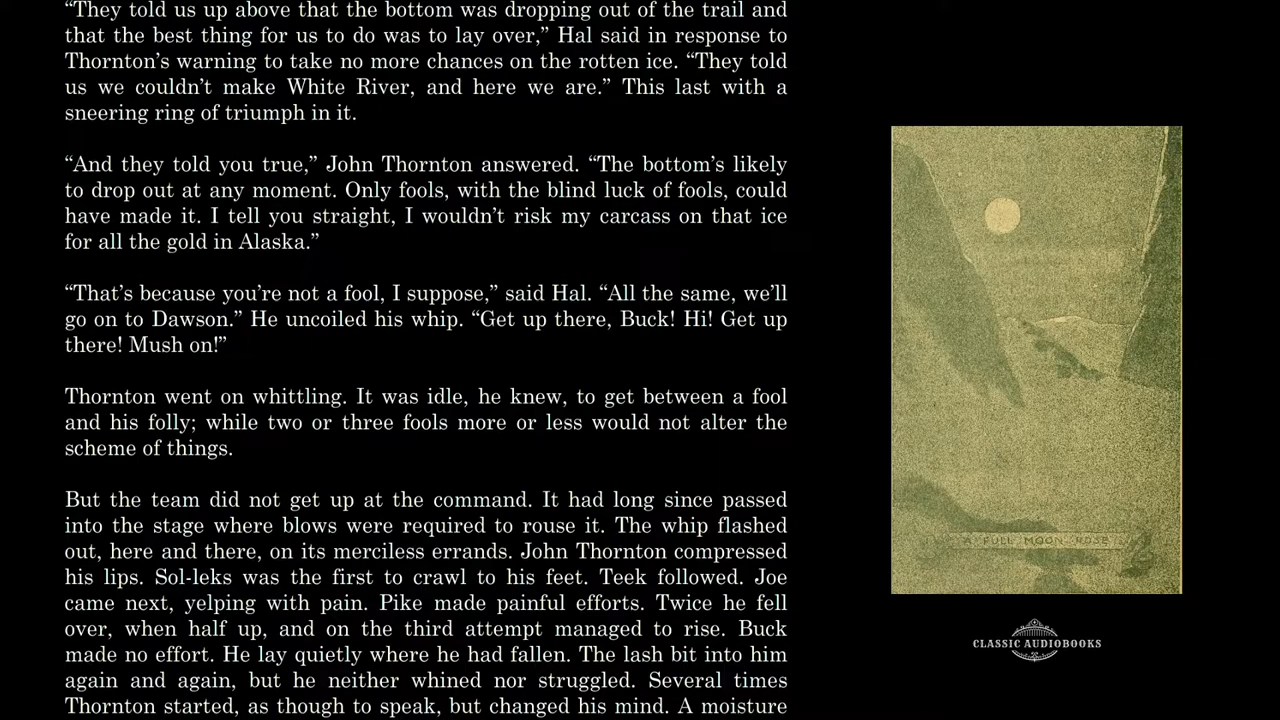 “They told us up above that the bottom was dropping out of the trail and
that the best thing for us to do was to lay over,” Hal said in response to
Thornton’s warning to take no more chances on the rotten ice. “They told
us we couldn’t make White River, and here we are.” This last with a
sneering ring of triumph in it.
“And they told you true,” John Thornton answered. “The bottom’s likely
to drop out at any moment. Only fools, with the blind luck of fools, could
have made it. I tell you straight, I wouldn’t risk my carcass on that ice
for all the gold in Alaska.”
“That’s because you’re not a fool, I suppose,” said Hal. “All the same, we’ll
go on to Dawson.” He uncoiled his whip. “Get up there, Buck! Hi! Get up
there! Mush on!”
Thornton went on whittling. It was idle, he knew, to get between a fool
and his folly; while two or three fools more or less would not alter the
scheme of things.
But the team did not get up at the command. It had long since passed
into the stage where blows were required to rouse it. The whip flashed
out, here and there, on its merciless errands. John Thornton compressed
his lips. Sol-leks was the first to crawl to his feet. Teek followed. Joe
came next, yelping with pain. Pike made painful efforts. Twice he fell
over, when half up, and on the third attempt managed to rise. Buck
made no effort. He lay quietly where he had fallen. The lash bit into him
again and again, but he neither whined nor struggled. Several times
Thornton started, as though to speak, but changed his mind. A moisture
A FULL MOON ROSE
CLASSIC AUDIOBOOKS